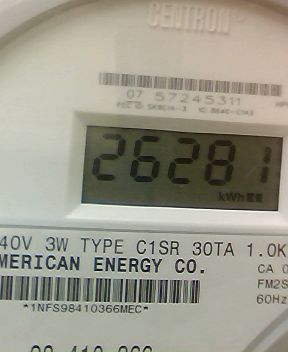 CENTRON
07 57245311
26281
kWh
40V 3W TYPE C1SR 30TA 1.0K
MERICAN ENERGY CO.
CA 0
FM2S
60Hz
*1NFS98410366MEC*